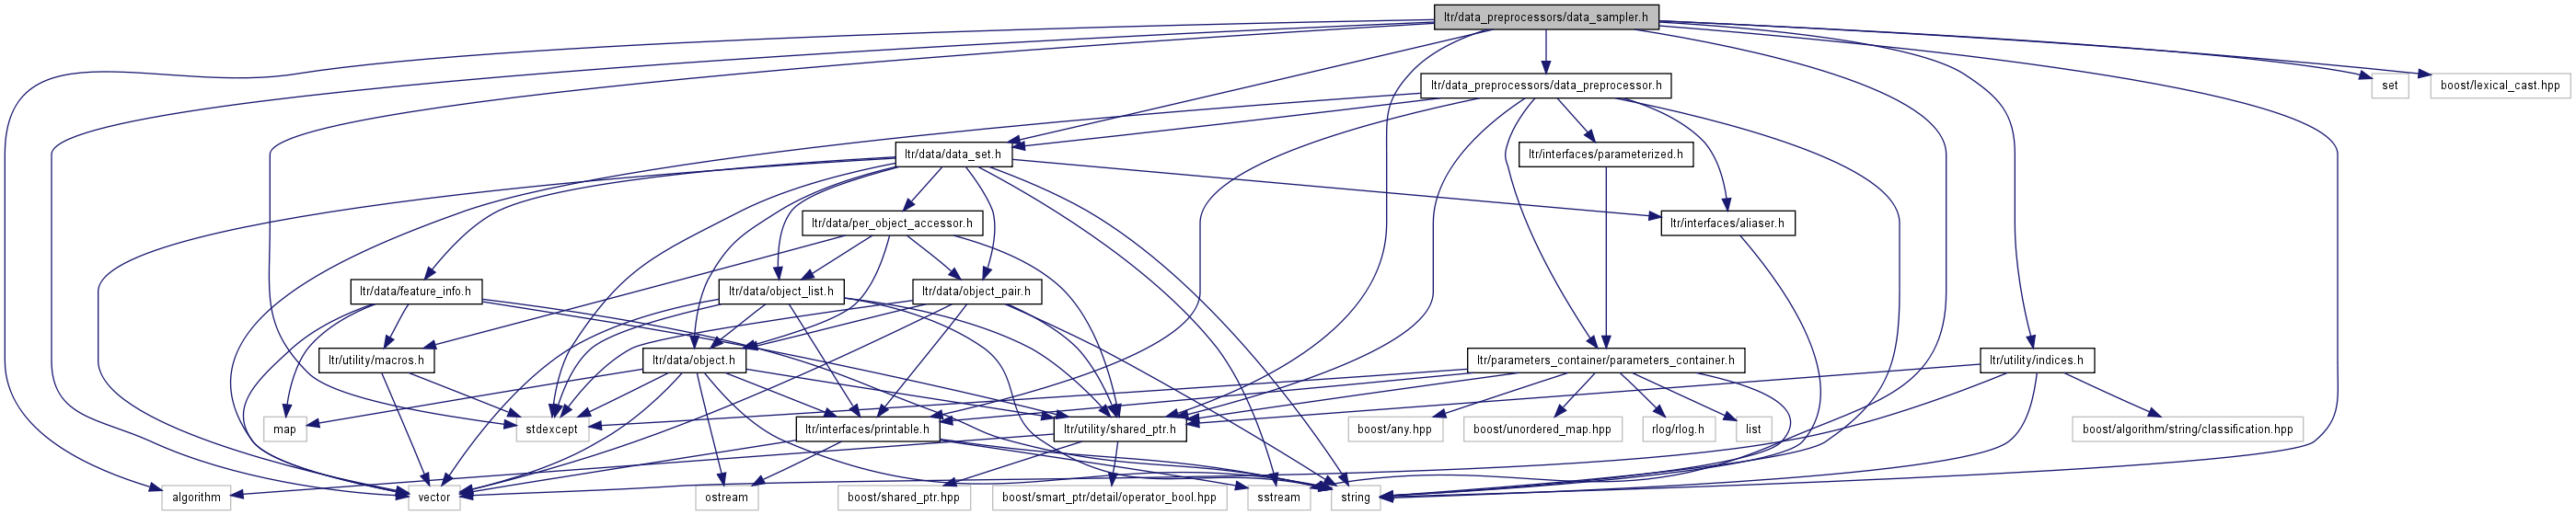 ltr/data_preprocessors/data_sampler.h
ltr/data_preprocessors/data_preprocessor.h
set
boost/lexical_cast.hpp
ltr/data/data_set.h
ltr/interfaces/parameterized.h
ltr/data/per_object_accessor.h
ltr/interfaces/aliaser.h
ltr/data/feature_info.h
ltr/data/object_list.h
ltr/data/object_pair.h
ltr/utility/macros.h
ltr/data/object.h
ltr/parameters_container/parameters_container.h
ltr/utility/indices.h
map
stdexcept
ltr/interfaces/printable.h
ltr/utility/shared_ptr.h
boost/any.hpp
boost/unordered_map.hpp
rlog/rlog.h
list
boost/algorithm/string/classification.hpp
algorithm
vector
ostream
boost/shared_ptr.hpp
boost/smart_ptr/detail/operator_bool.hpp
sstream
string